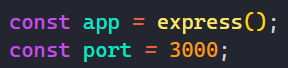 const app = express();
const port = 3000;